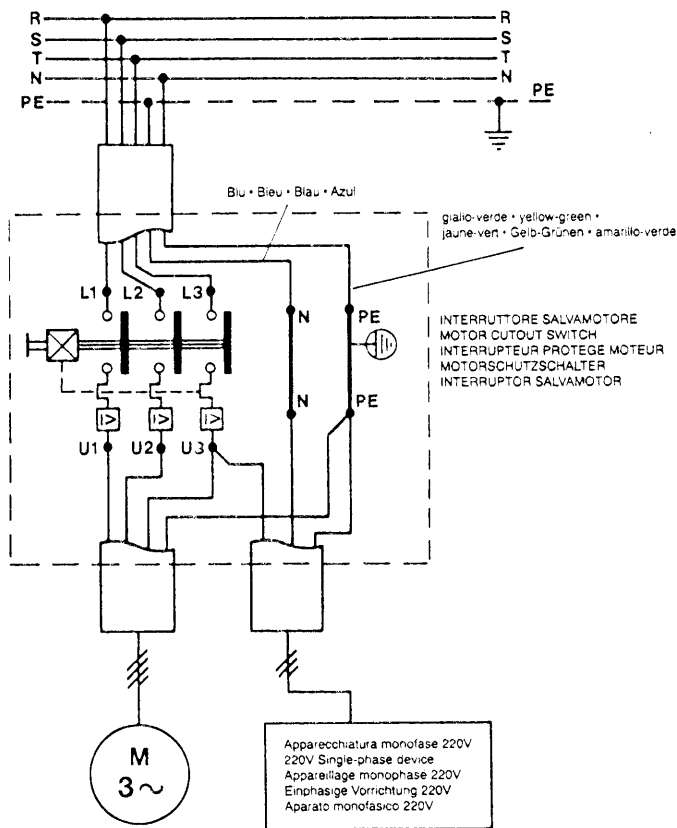 R R
S S
T T
N N
PE PE
Blu • Bleu • Blau • Azul
giallo-verde • yellow-green •
jaune-vert • Gelb-Grünen • amarillo-verde
L1 L2 L3
N PE
INTERRUTTORE SALVAMOTORE
MOTOR CUTOUT SWITCH
INTERRUPTEUR PROTEGE MOTEUR
MOTORSCHUTZSCHALTER
INTERRUPTOR SALVAMOTOR
N PE
I> I> I>
U1 U2 U3
M
3~
Apparecchiatura monofase 220V
220V Single-phase device
Appareillage monophase 220V
Einphasige Vorrichtung 220V
Aparato monofasico 220V